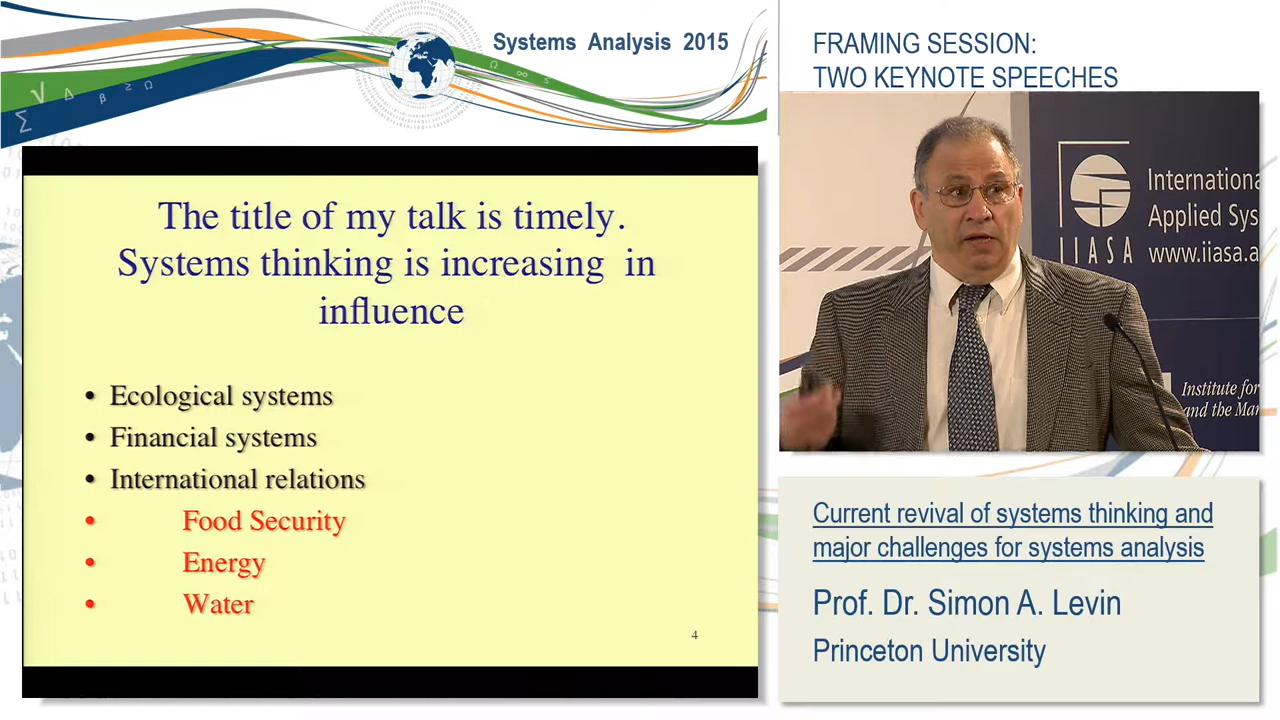 Systems Analysis 2015
FRAMING SESSION:
TWO KEYNOTE SPEECHES
The title of my talk is timely.
Systems thinking is increasing in
influence
• Ecological systems
• Financial systems
• International relations
• Food Security
• Energy
• Water
4
IIASA
Internationa
Applied Sys
www.iiasa.a
Institute for
and the Mar
Current revival of systems thinking and
major challenges for systems analysis
Prof. Dr. Simon A. Levin
Princeton University